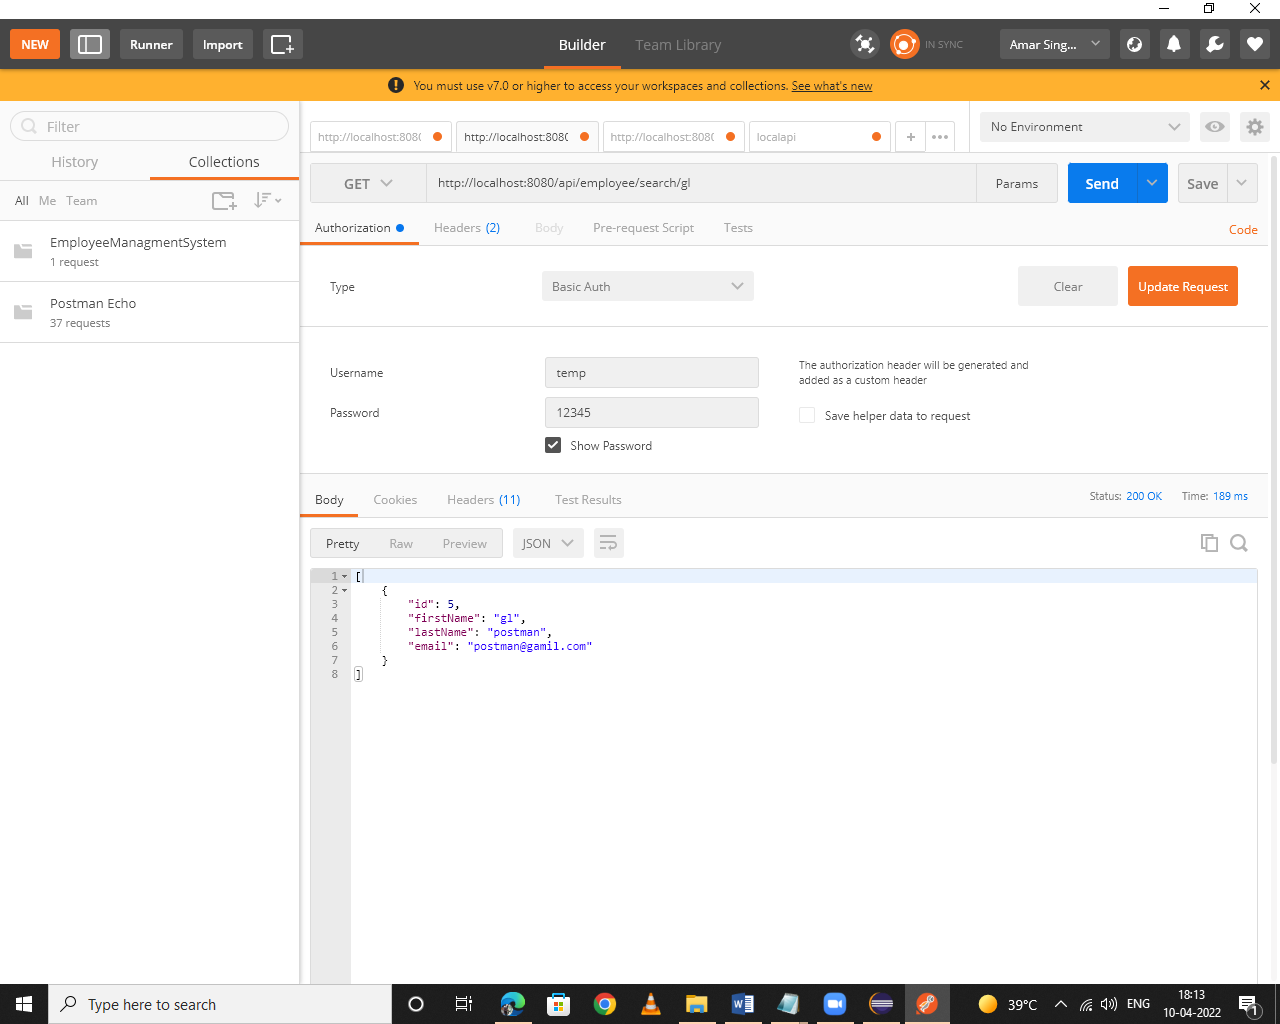 NEW Runner Import Builder Team Library IN SYNC Amar Sing...
You must use v7.0 or higher to access your workspaces and collections. See what's new
Filter
History Collections
All Me Team
EmployeeManagmentSystem
1 request
Postman Echo
37 requests
http://localhost:808( http://localhost:808( http://localhost:808( localapi + ••• No Environment
GET http://localhost:8080/api/employee/search/gl Params Send Save
Authorization Headers (2) Body Pre-request Script Tests Code
Type Basic Auth Clear Update Request
Username temp
The authorization header will be generated and
added as a custom header
Password 12345 Save helper data to request
Show Password
Body Cookies Headers (11) Test Results Status: 200 OK Time: 189 ms
Pretty Raw Preview JSON
1 [
2 {
3 "id": 5,
4 "firstName": "gl",
5 "lastName": "postman",
6 "email": "postman@gamil.com"
7 }
8 ]
Type here to search 39°C ENG 18:13
10-04-2022 1